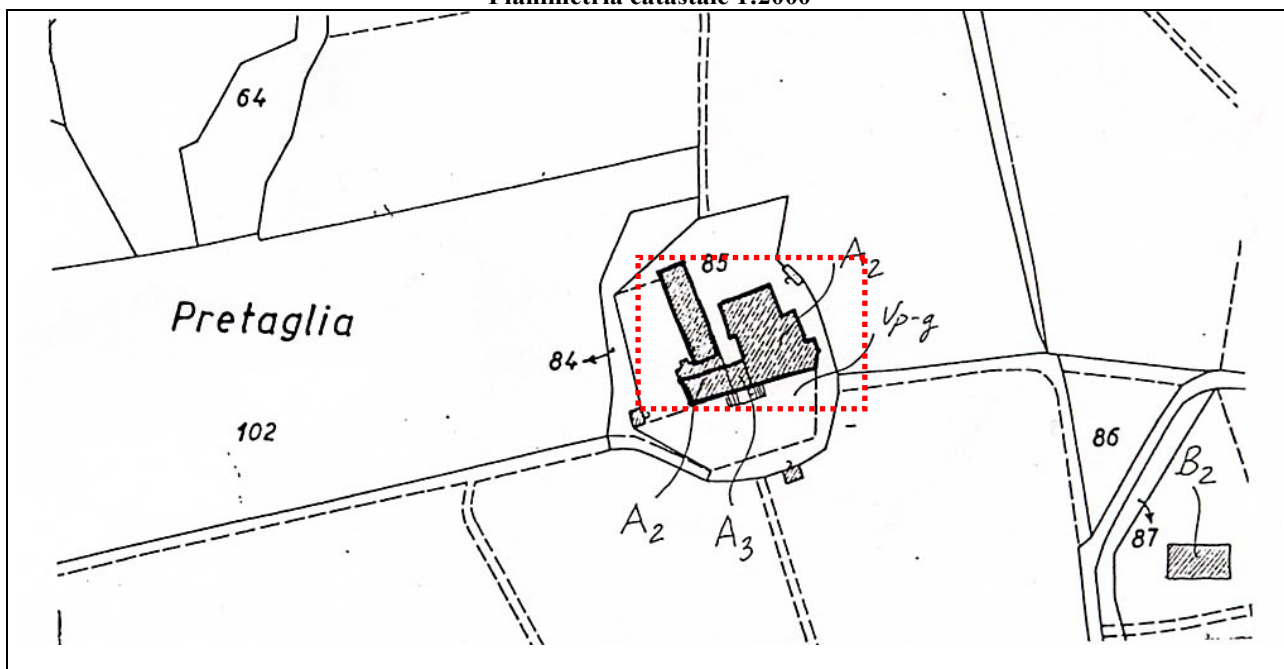 Planimetria catastale 1:2000
64
85
A2
Pretaglia
Vp-g
84
102
86
B2
A2
A3
87